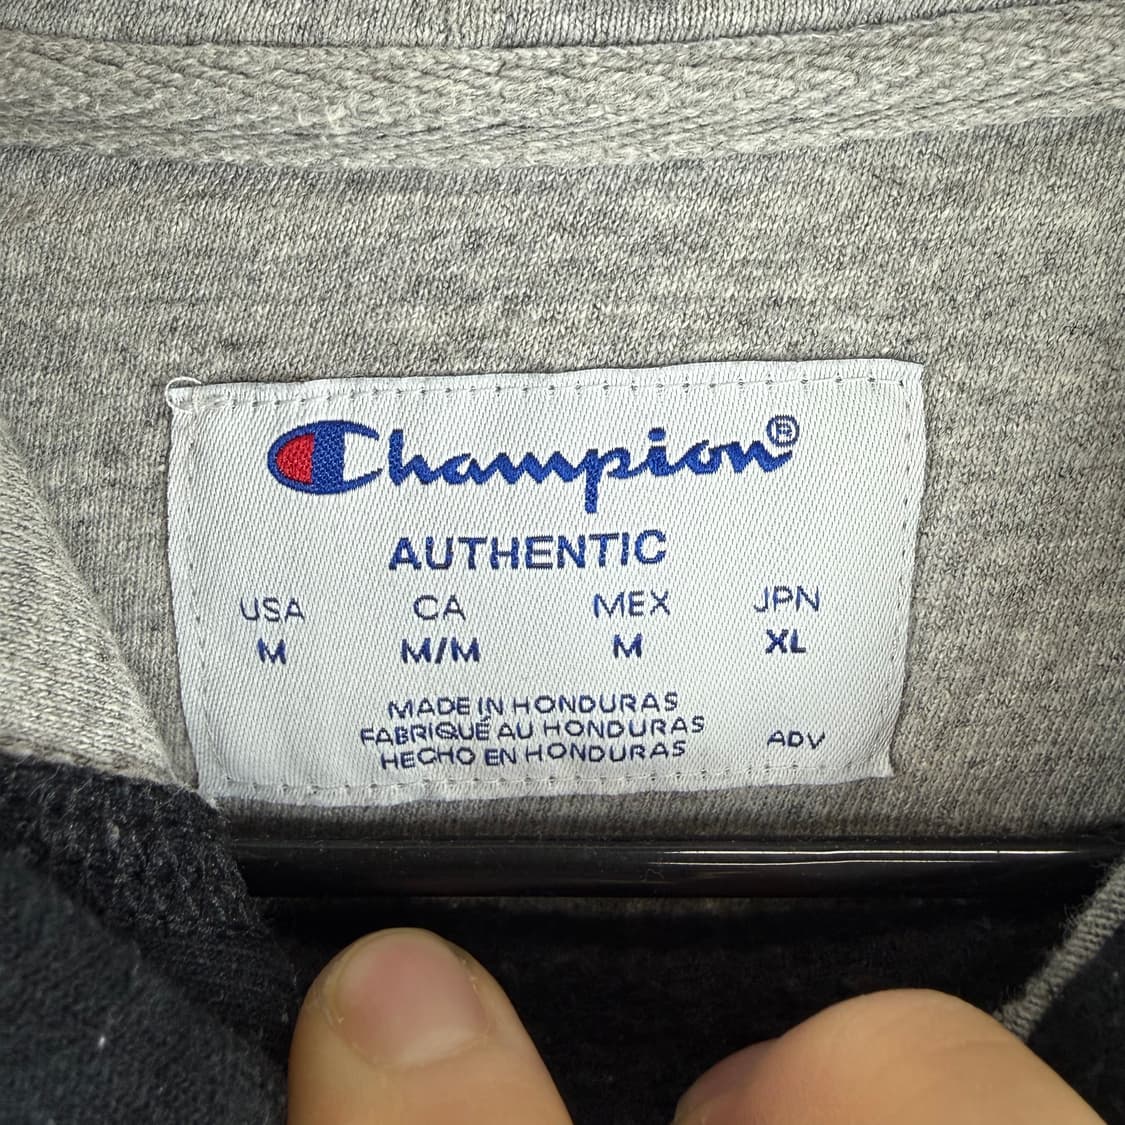 Champion®
AUTHENTIC
USA CA MEX JPN
M M/M M XL
MADE IN HONDURAS
FABRIQUÉ AU HONDURAS
HECHO EN HONDURAS
ADV